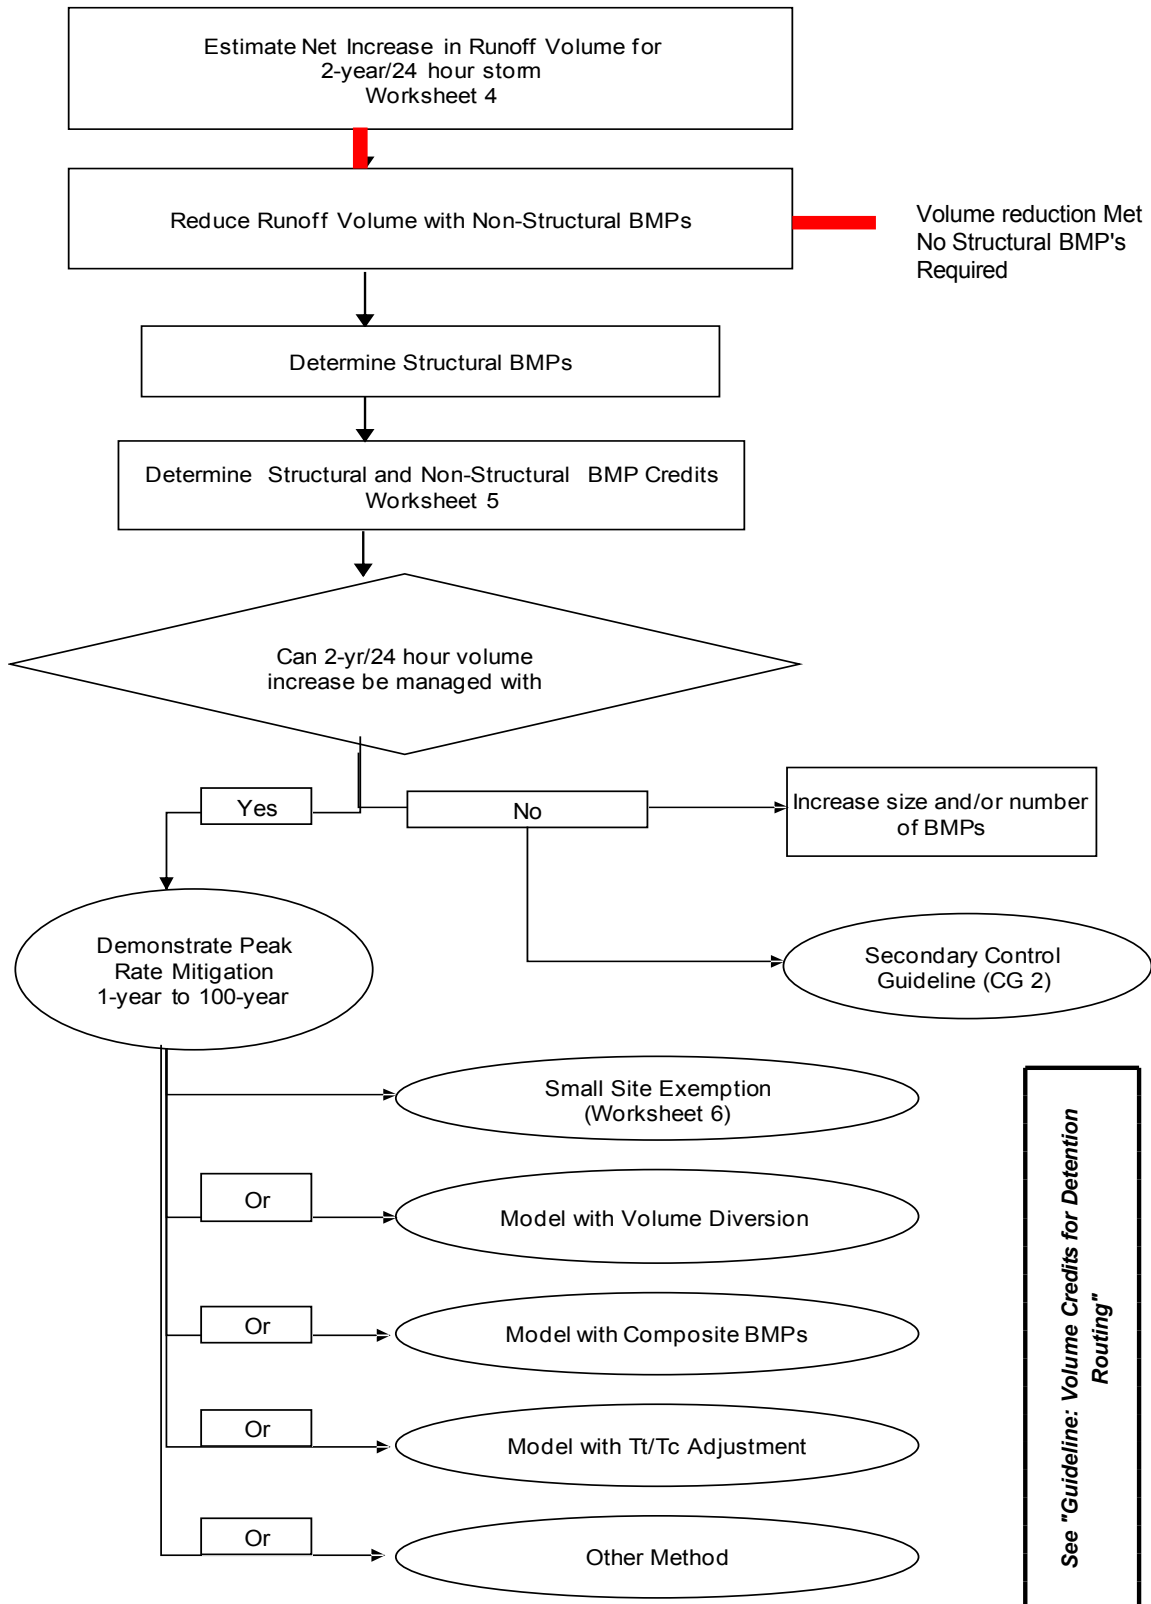 Estimate Net Increase in Runoff Volume for
2-year/24 hour storm
Worksheet 4
Reduce Runoff Volume with Non-Structural BMPs
Volume reduction Met
No Structural BMP's
Required
Determine Structural BMPs
Determine Structural and Non-Structural BMP Credits
Worksheet 5
Can 2-yr/24 hour volume
increase be managed with
Yes
No
Increase size and/or number
of BMPs
Demonstrate Peak
Rate Mitigation
1-year to 100-year
Secondary Control
Guideline (CG 2)
Small Site Exemption
(Worksheet 6)
Or
Model with Volume Diversion
Or
Model with Composite BMPs
Or
Model with Tt/Tc Adjustment
Or
Other Method
See "Guideline: Volume Credits for Detention
Routing"